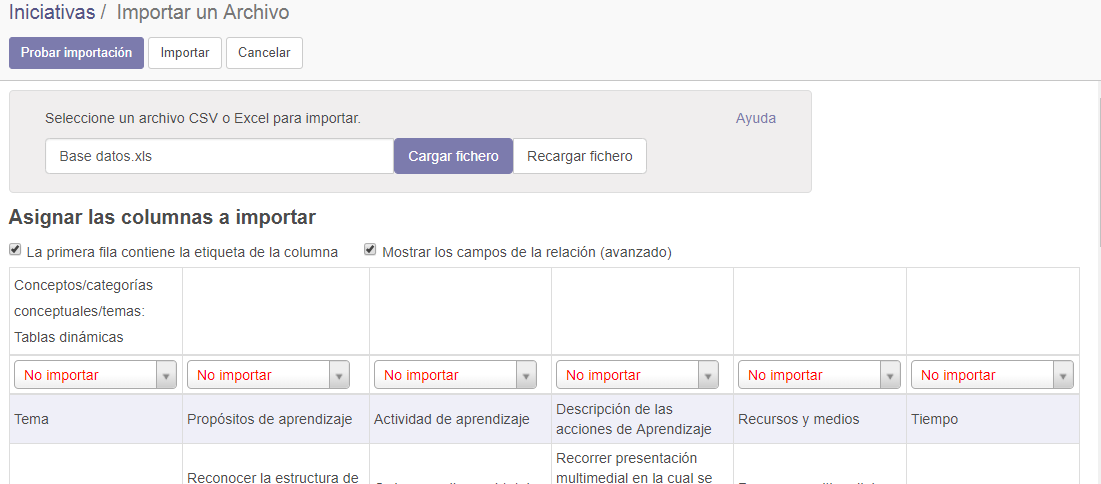 Iniciativas / Importar un Archivo
Probar importación Importar Cancelar
Seleccione un archivo CSV o Excel para importar. Ayuda
Base datos.xls Cargar fichero Recargar fichero
Asignar las columnas a importar
La primera fila contiene la etiqueta de la columna Mostrar los campos de la relación (avanzado)
Conceptos/categorías
conceptuales/temas:
Tablas dinámicas
No importar No importar No importar No importar No importar No importar
Tema Propósitos de aprendizaje Actividad de aprendizaje Descripción de las acciones de Aprendizaje Recursos y medios Tiempo
Recorrer presentación
multimedial en la cual se
Reconocer la estructura de